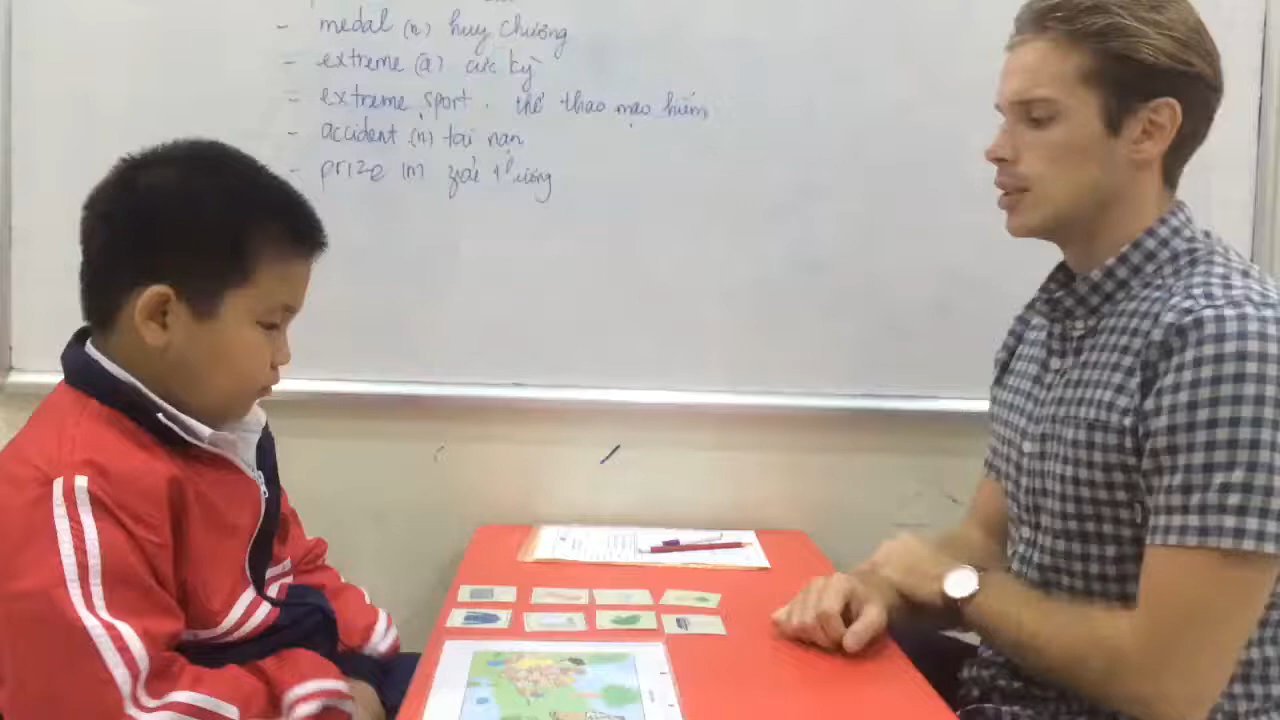 - medal (n) huy chương
- extreme (a) cực kỳ
- extreme sport. thể thao mạo hiểm
- accident (n) tai nạn
- prize (n) giải thưởng